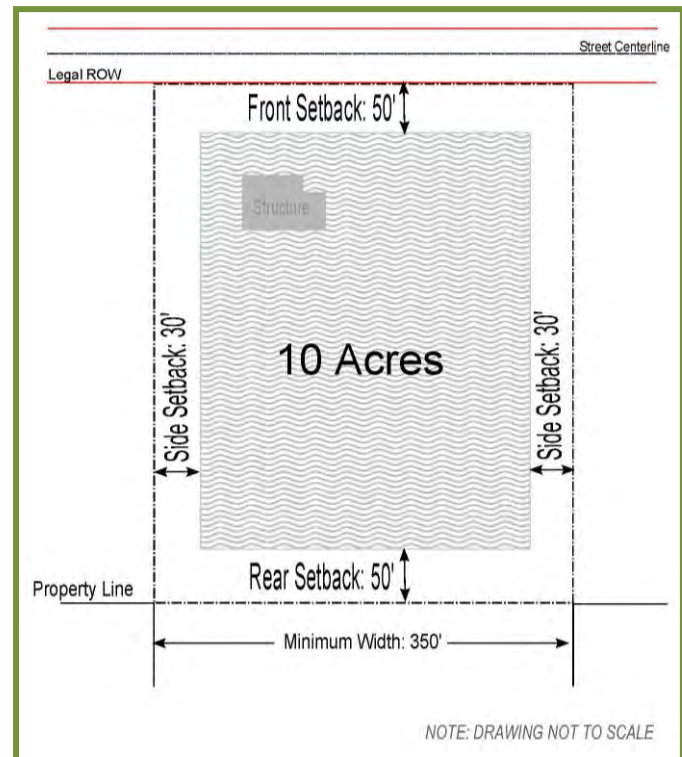 Street Centerline
Legal ROW
Front Setback: 50'
Structure
Side Setback: 30'
10 Acres
Side Setback: 30'
Rear Setback: 50'
Property Line
Minimum Width: 350'
NOTE: DRAWING NOT TO SCALE